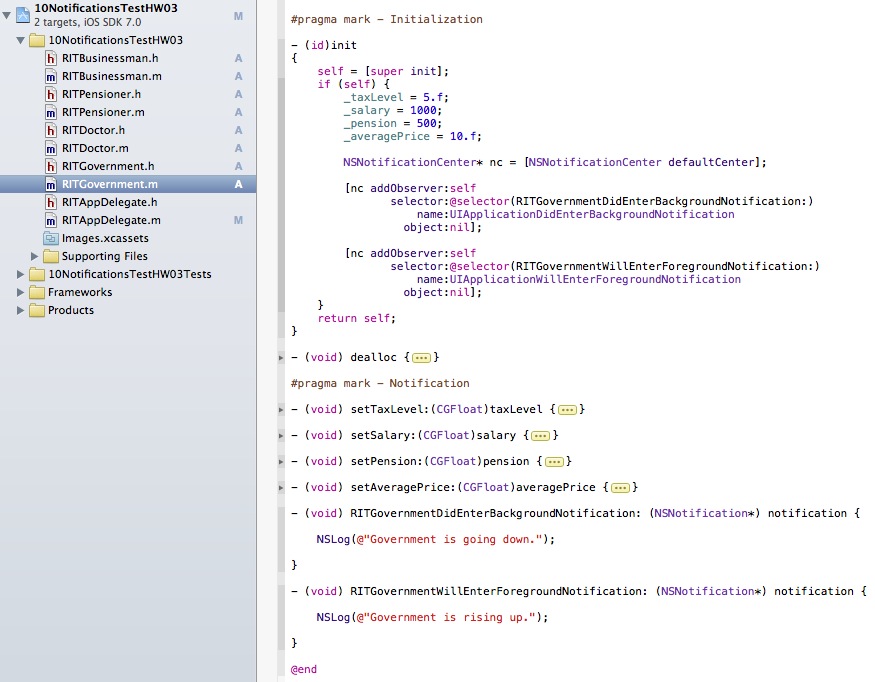 10NotificationsTestHW03
M
2 targets, iOS SDK 7.0
10NotificationsTestHW03
h RITBusinessman.h A
m RITBusinessman.m A
h RITPensioner.h A
m RITPensioner.m A
h RITDoctor.h A
m RITDoctor.m A
h RITGovernment.h A
m RITGovernment.m A
h RITAppDelegate.h
m RITAppDelegate.m M
Images.xcassets
Supporting Files
10NotificationsTestHW03Tests
Frameworks
Products
#pragma mark - Initialization
- (id)init
{
self = [super init];
if (self) {
_taxLevel = 5.f;
_salary = 1000;
_pension = 500;
_averagePrice = 10.f;
NSNotificationCenter* nc = [NSNotificationCenter defaultCenter];
[nc addObserver:self
selector:@selector(RITGovernmentDidEnterBackgroundNotification:)
name:UIApplicationDidEnterBackgroundNotification
object:nil];
[nc addObserver:self
selector:@selector(RITGovernmentWillEnterForegroundNotification:)
name:UIApplicationWillEnterForegroundNotification
object:nil];
}
return self;
}
- (void) dealloc {...}
#pragma mark - Notification
- (void) setTaxLevel:(CGFloat)taxLevel {...}
- (void) setSalary:(CGFloat)salary {...}
- (void) setPension:(CGFloat)pension {...}
- (void) setAveragePrice:(CGFloat)averagePrice {...}
- (void) RITGovernmentDidEnterBackgroundNotification: (NSNotification*) notification {
NSLog(@"Government is going down.");
}
- (void) RITGovernmentWillEnterForegroundNotification: (NSNotification*) notification {
NSLog(@"Government is rising up.");
}
@end